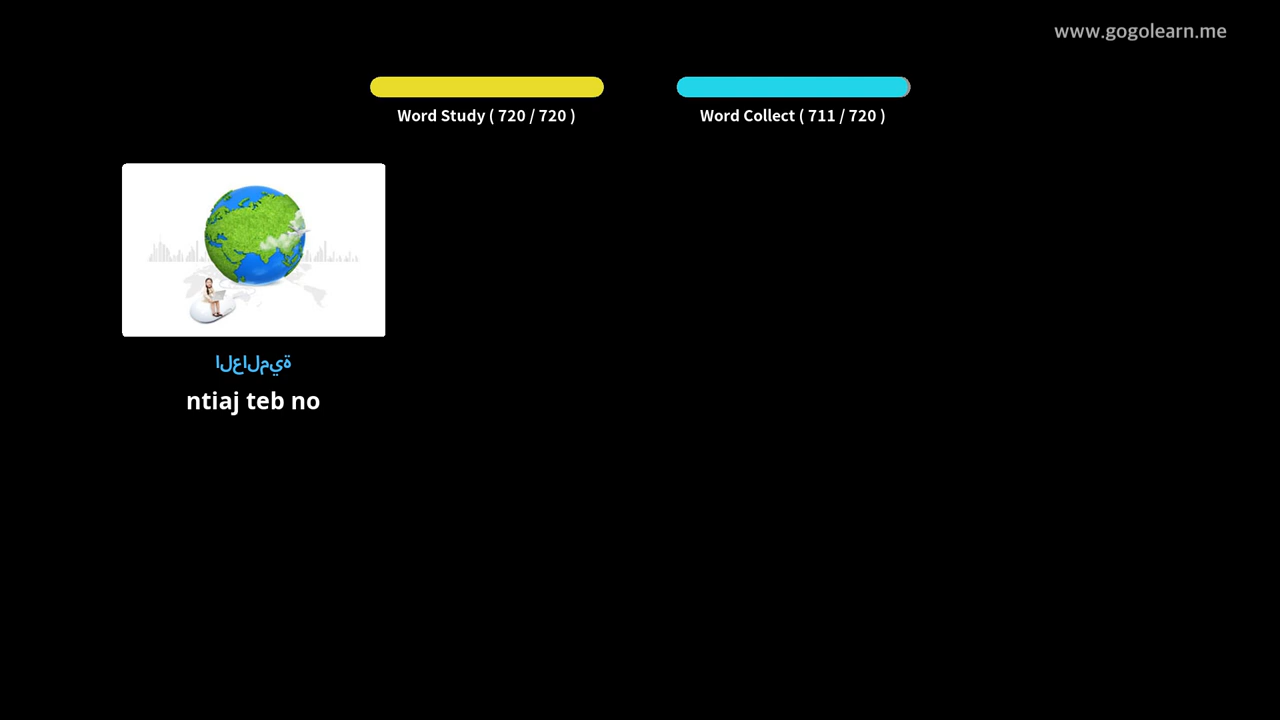 www.gogolearn.me
Word Study ( 720 / 720 )
Word Collect ( 711 / 720 )
العالمية
ntiaj teb no